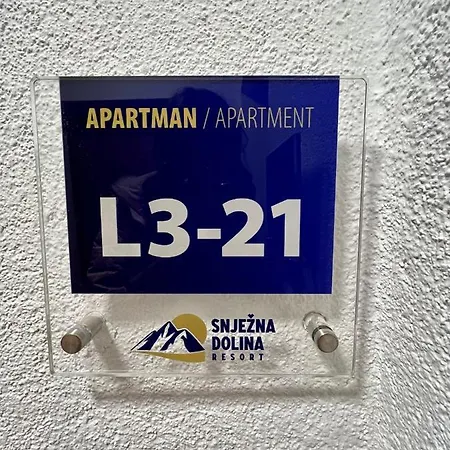 APARTMAN / APARTMENT
L3-21
SNJEŽNA
DOLINA
RESORT